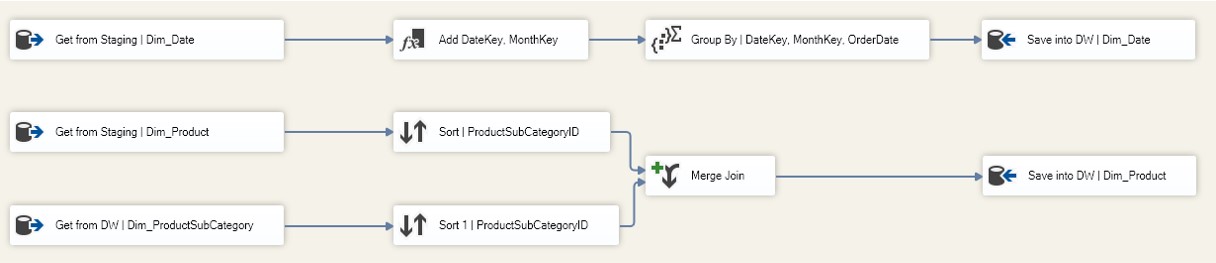 Get from Staging | Dim_Date
Add DateKey, MonthKey
Group By | DateKey, MonthKey, OrderDate
Save into DW | Dim_Date
Get from Staging | Dim_Product
Sort | ProductSubCategoryID
Merge Join
Save into DW | Dim_Product
Get from DW | Dim_ProductSubCategory
Sort 1 | ProductSubCategoryID